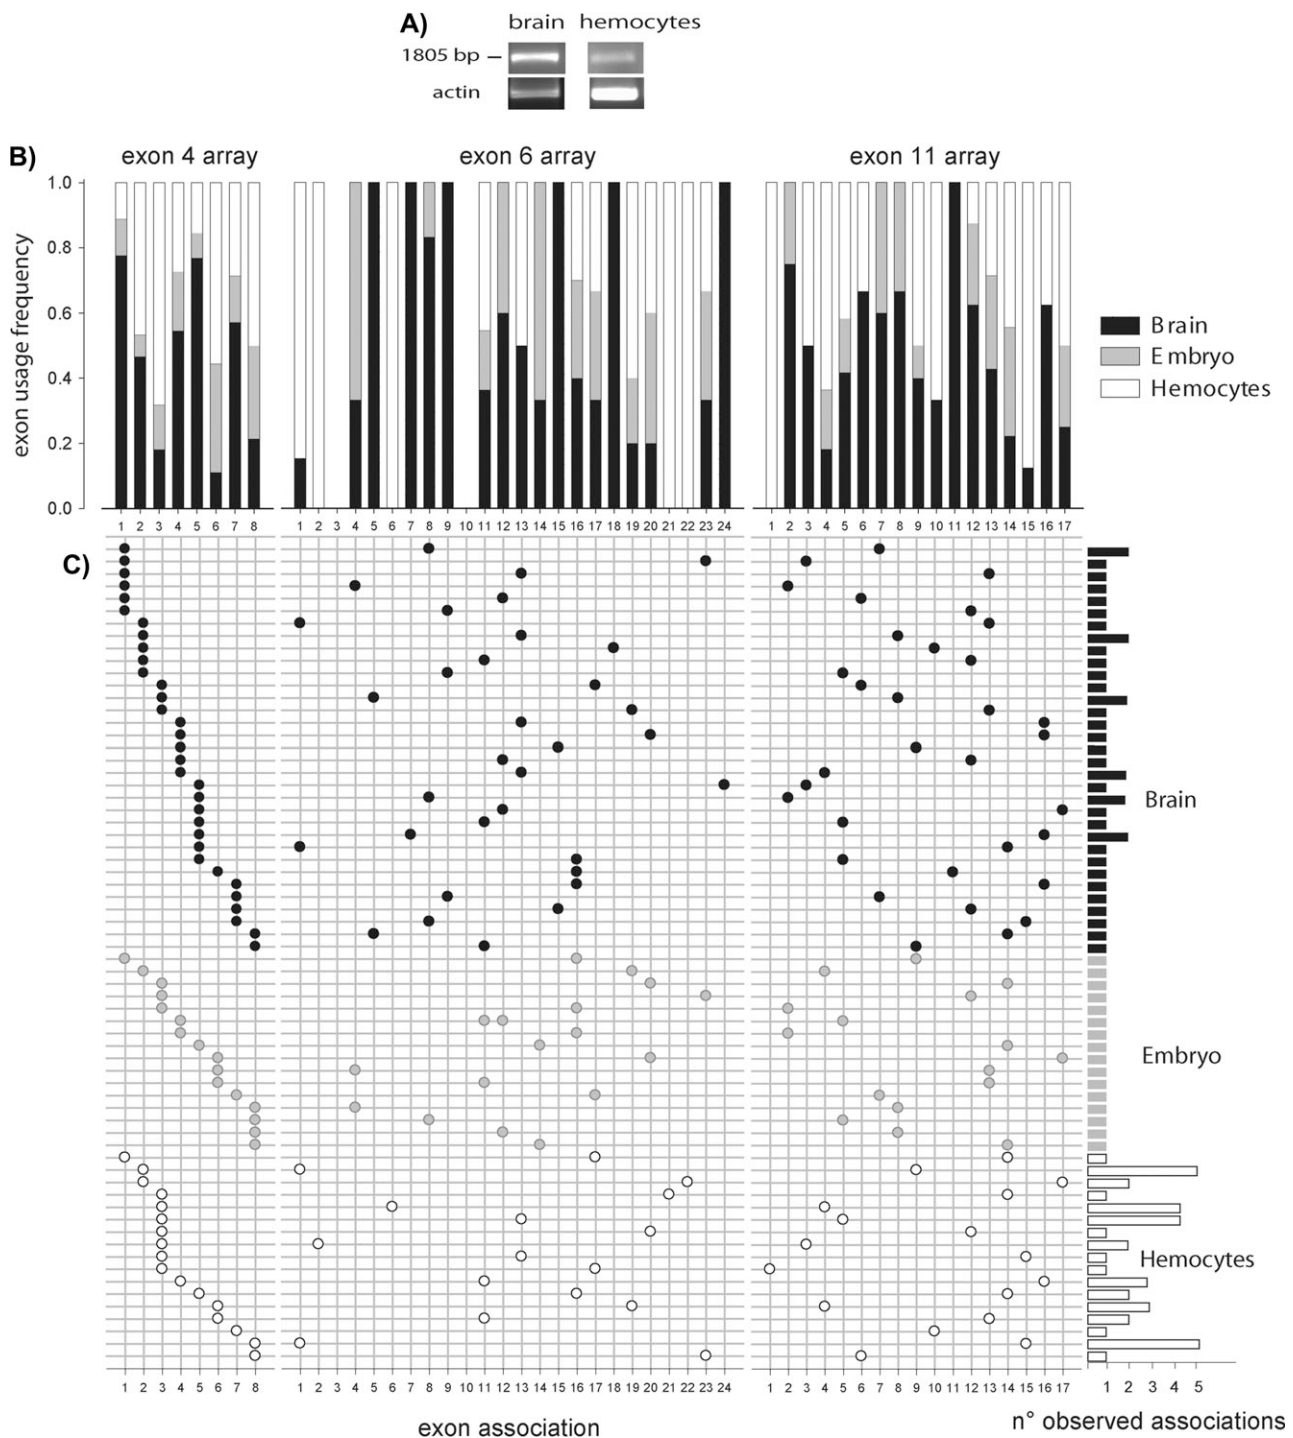 A)
brain hemocytes
1805 bp
actin
B)
exon 4 array exon 6 array exon 11 array
exon usage frequency
1.0
0.8
0.6
0.4
0.2
0.0
1 2 3 4 5 6 7 8 1 2 3 4 5 6 7 8 9 10 11 12 13 14 15 16 17 18 19 20 21 22 23 24 1 2 3 4 5 6 7 8 9 10 11 12 13 14 15 16 17
Brain
Embryo
Hemocytes
C)
Brain
Embryo
Hemocytes
1 2 3 4 5 6 7 8 1 2 3 4 5 6 7 8 9 10 11 12 13 14 15 16 17 18 19 20 21 22 23 24 1 2 3 4 5 6 7 8 9 10 11 12 13 14 15 16 17 1 2 3 4 5
exon association
n° observed associations